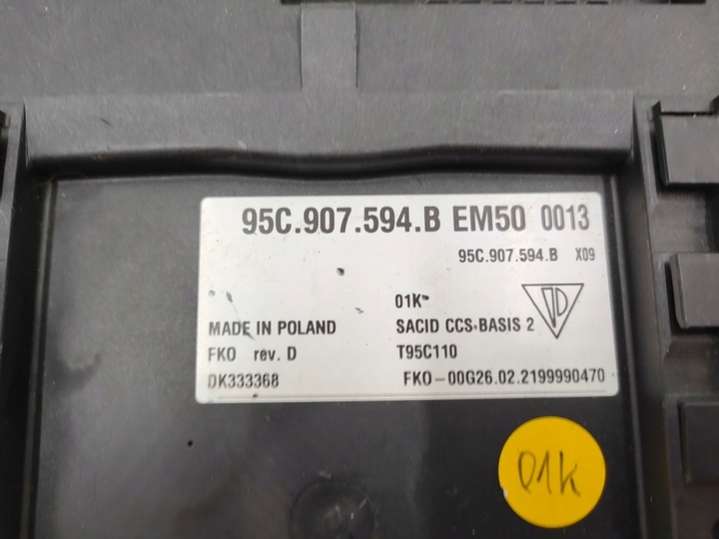 95C.907.594.B EM50 0013
95C.907.594.B X09
01K
MADE IN POLAND SACID CCS-BASIS 2
FKO rev. D T95C110
DK333368 FKO-00G26.02.2199990470
01K